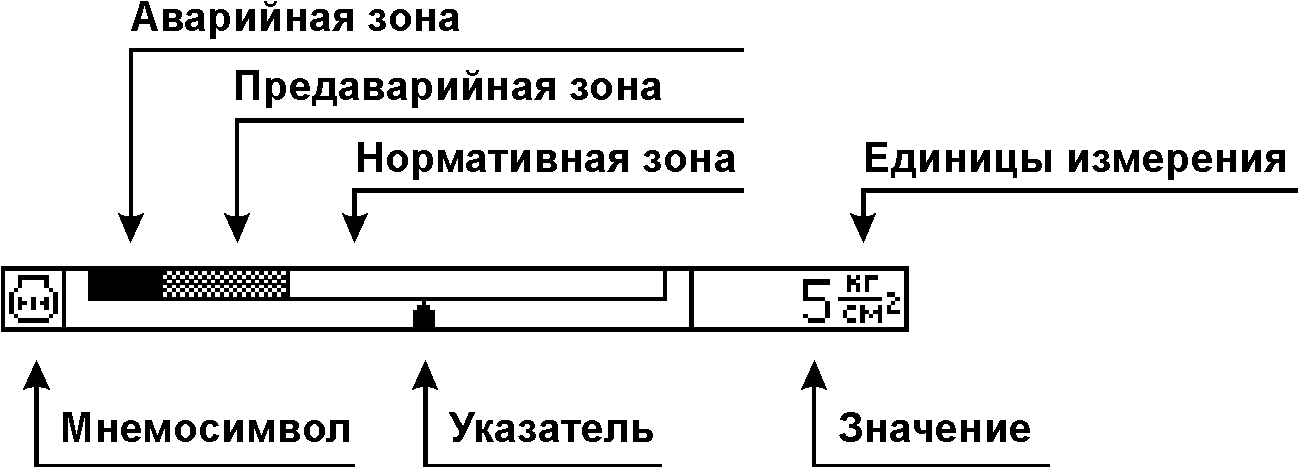 Аварийная зона
Предаварийная зона
Нормативная зона
Единицы измерения
5 кг/см²
Мнемосимвол
Указатель
Значение